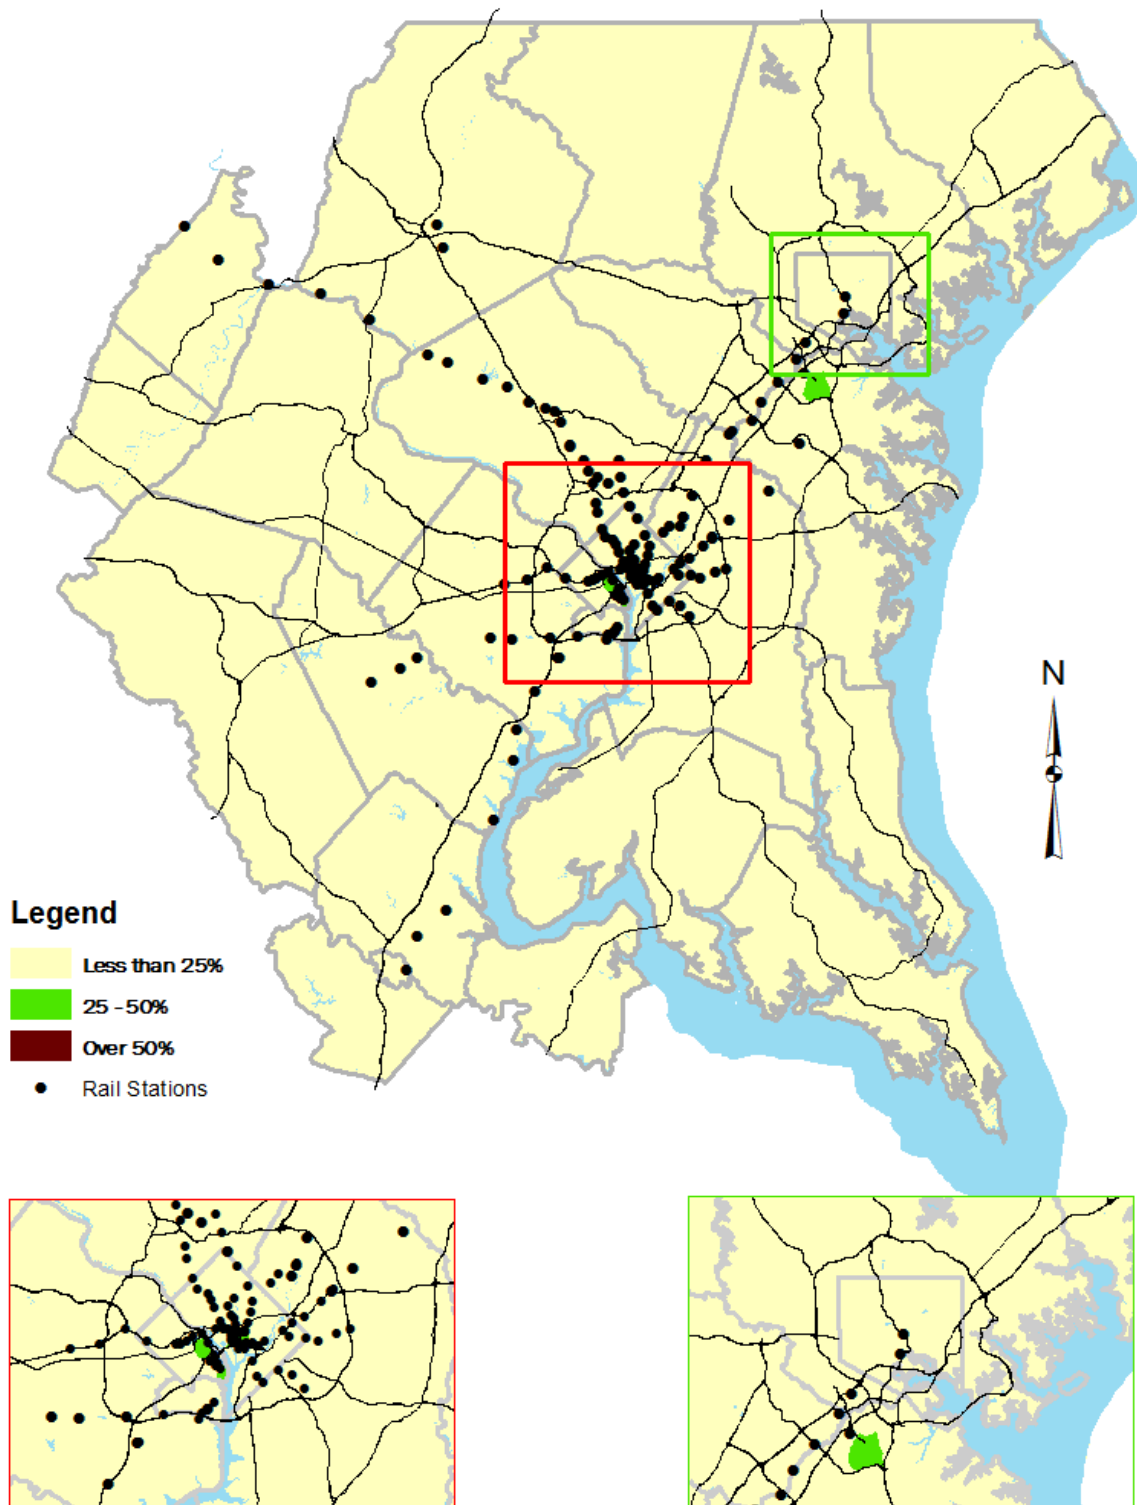 N
Legend
Less than 25%
25 - 50%
Over 50%
Rail Stations